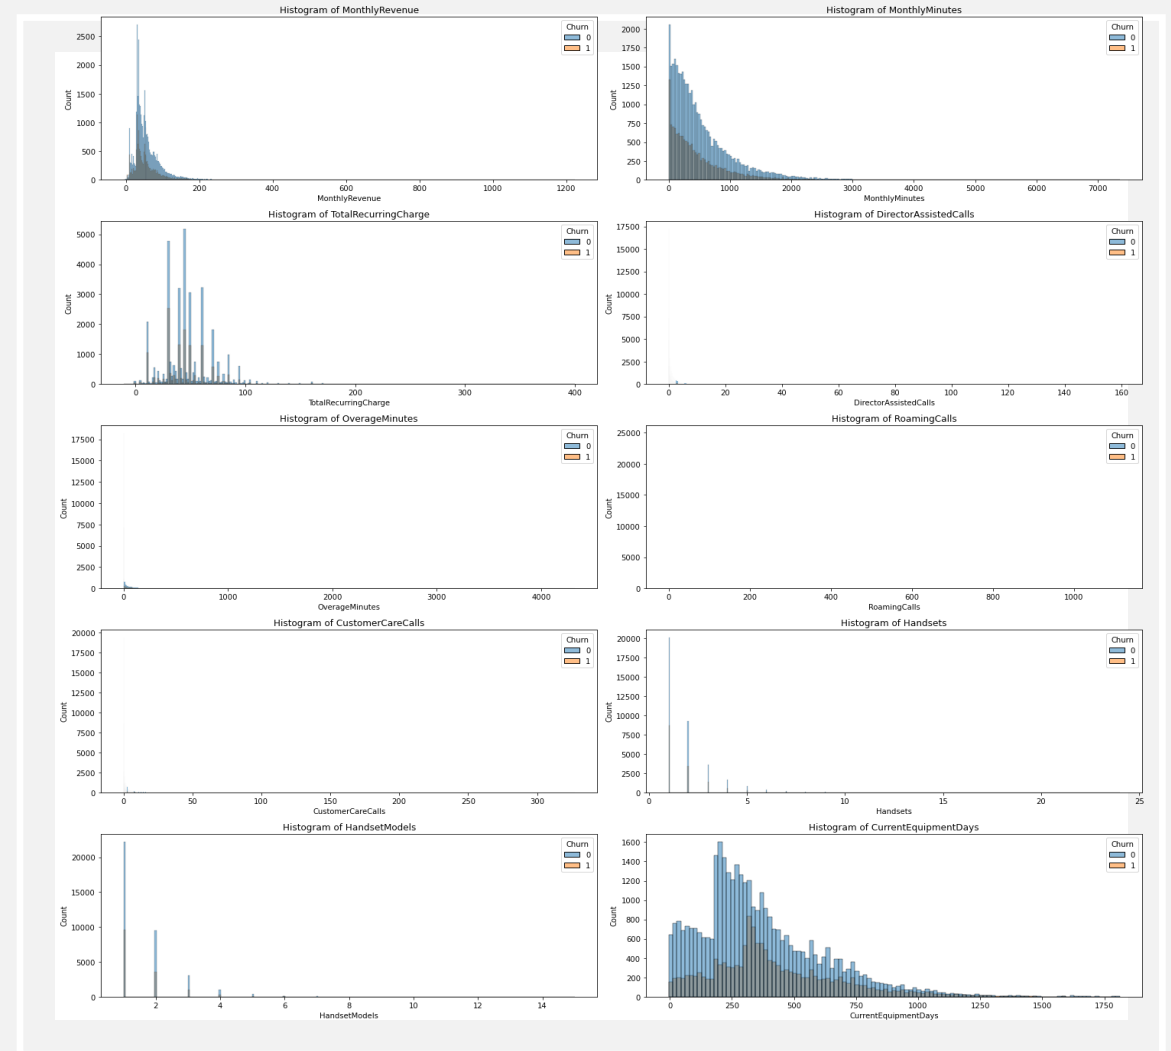 Histogram of MonthlyRevenue
Churn
0
1
2500
2000
1500
1000
500
0
Count
0 200 400 600 800 1000 1200
MonthlyRevenue
Histogram of MonthlyMinutes
Churn
0
1
2000
1750
1500
1250
1000
750
500
250
0
Count
0 1000 2000 3000 4000 5000 6000 7000
MonthlyMinutes
Histogram of TotalRecurringCharge
Churn
0
1
5000
4000
3000
2000
1000
0
Count
0 100 200 300 400
TotalRecurringCharge
Histogram of DirectorAssistedCalls
Churn
0
1
17500
15000
12500
10000
7500
5000
2500
0
Count
0 20 40 60 80 100 120 140 160
DirectorAssistedCalls
Histogram of OverageMinutes
Churn
0
1
17500
15000
12500
10000
7500
5000
2500
0
Count
0 1000 2000 3000 4000
OverageMinutes
Histogram of RoamingCalls
Churn
0
1
25000
20000
15000
10000
5000
0
Count
0 200 400 600 800 1000
RoamingCalls
Histogram of CustomerCareCalls
Churn
0
1
20000
17500
15000
12500
10000
7500
5000
2500
0
Count
0 50 100 150 200 250 300
CustomerCareCalls
Histogram of Handsets
Churn
0
1
20000
17500
15000
12500
10000
7500
5000
2500
0
Count
0 5 10 15 20 25
Handsets
Histogram of HandsetModels
Churn
0
1
20000
15000
10000
5000
0
Count
2 4 6 8 10 12 14
HandsetModels
Histogram of CurrentEquipmentDays
Churn
0
1
1600
1400
1200
1000
800
600
400
200
0
Count
0 250 500 750 1000 1250 1500 1750
CurrentEquipmentDays